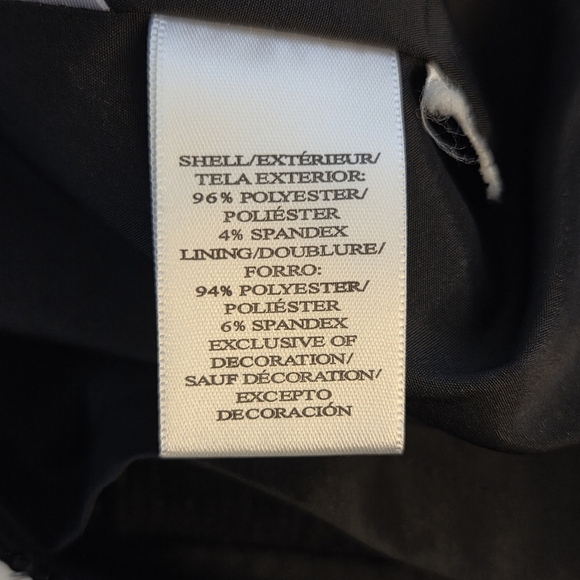 SHELL/EXTÉRIEUR/
TELA EXTERIOR:
96% POLYESTER/
POLIÉSTER
4% SPANDEX
LINING/DOUBLURE/
FORRO:
94% POLYESTER/
POLIÉSTER
6% SPANDEX
EXCLUSIVE OF
DECORATION/
SAUF DÉCORATION/
EXCEPTO
DECORACIÓN